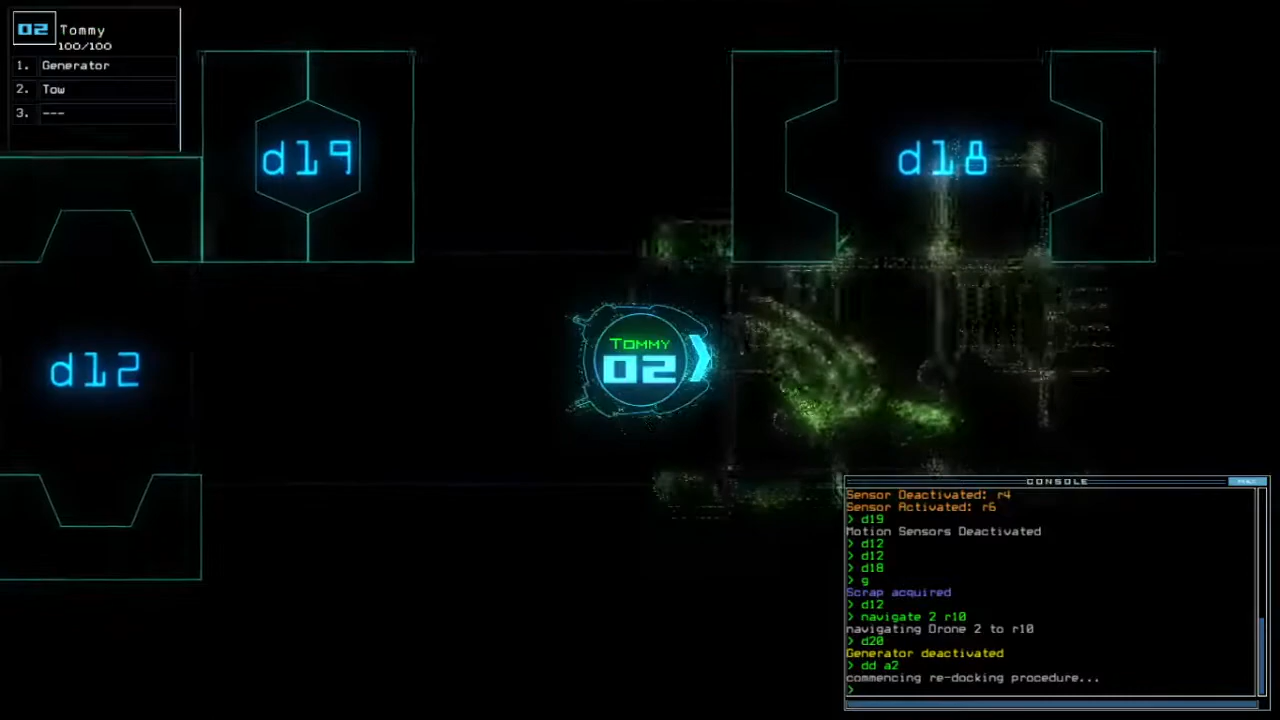 02 Tommy
100/100
1. Generator
2. Tow
3. ---
d19
d18
d12
Tommy
02
CONSOLE
Sensor Deactivated: r4
Sensor Activated: r6
> d19
Motion Sensors Deactivated
> d12
> d12
> d18
> g
Scrap acquired
> d12
> navigate 2 r10
navigating Drone 2 to r10
> d20
Generator deactivated
> dd a2
commencing re-docking procedure...
>